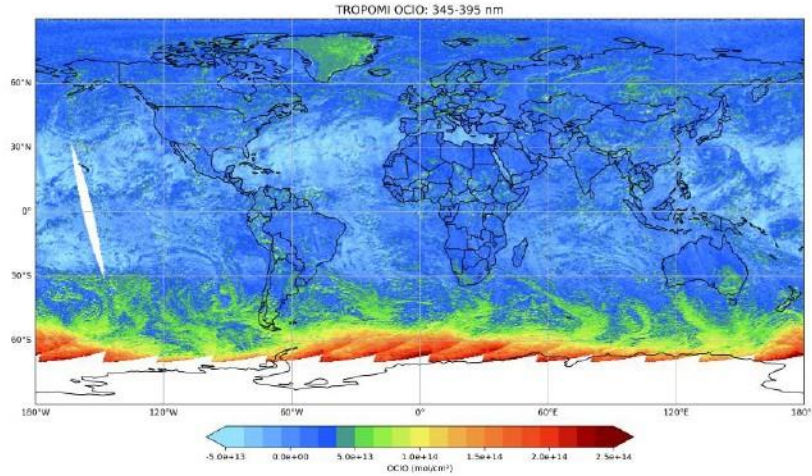 TROPOMI OClO: 345-395 nm
60°N
30°N
0°
30°S
60°S
180°W 120°W 60°W 0° 60°E 120°E 180°E
-5.0e+13 0.0e+00 5.0e+13 1.0e+14 1.5e+14 2.0e+14 2.5e+14
OClO (mol/cm²)